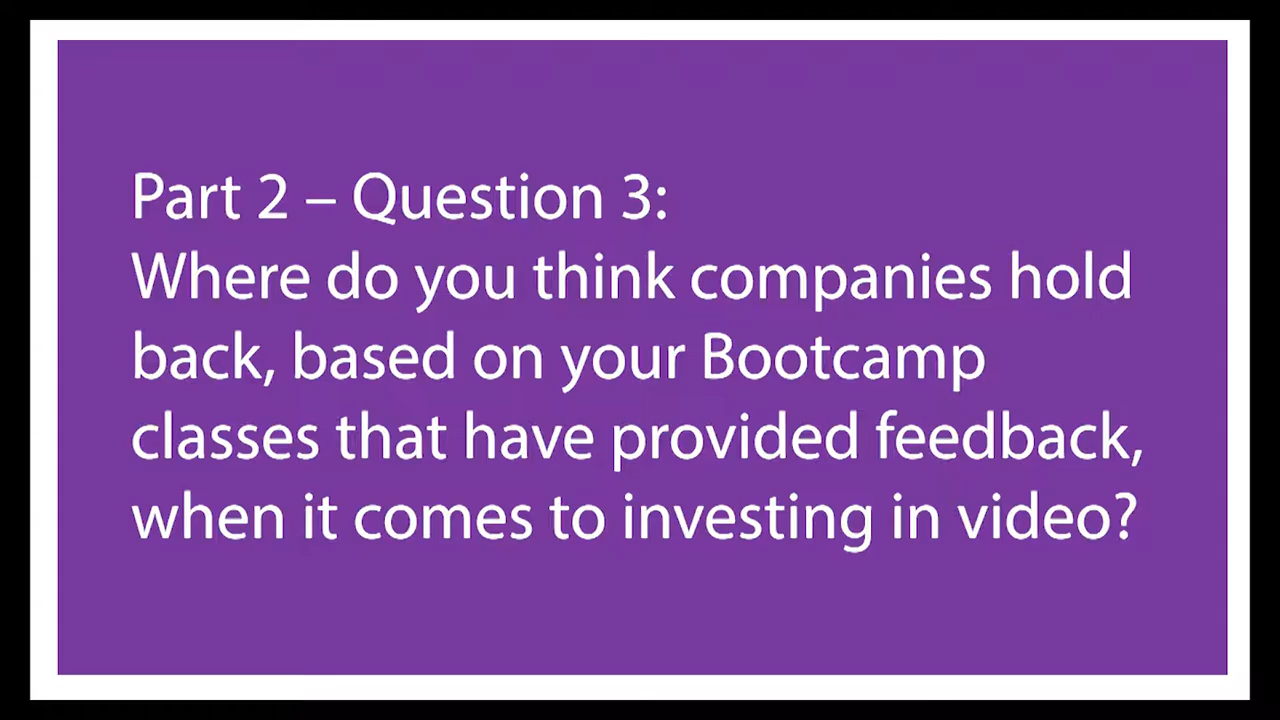 Part 2 – Question 3:
Where do you think companies hold
back, based on your Bootcamp
classes that have provided feedback,
when it comes to investing in video?